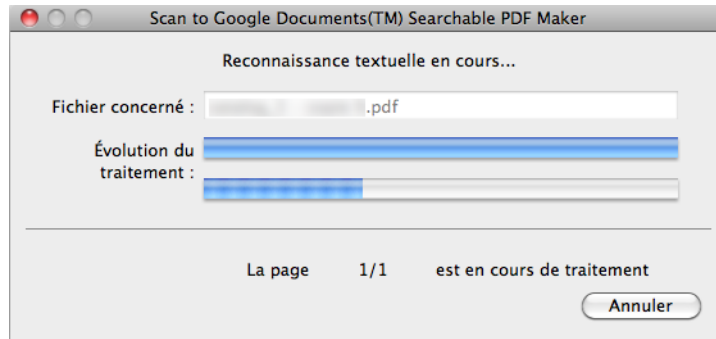 Scan to Google Documents(TM) Searchable PDF Maker
Reconnaissance textuelle en cours...
Fichier concerné : .pdf
Évolution du
traitement :
La page 1/1 est en cours de traitement
Annuler